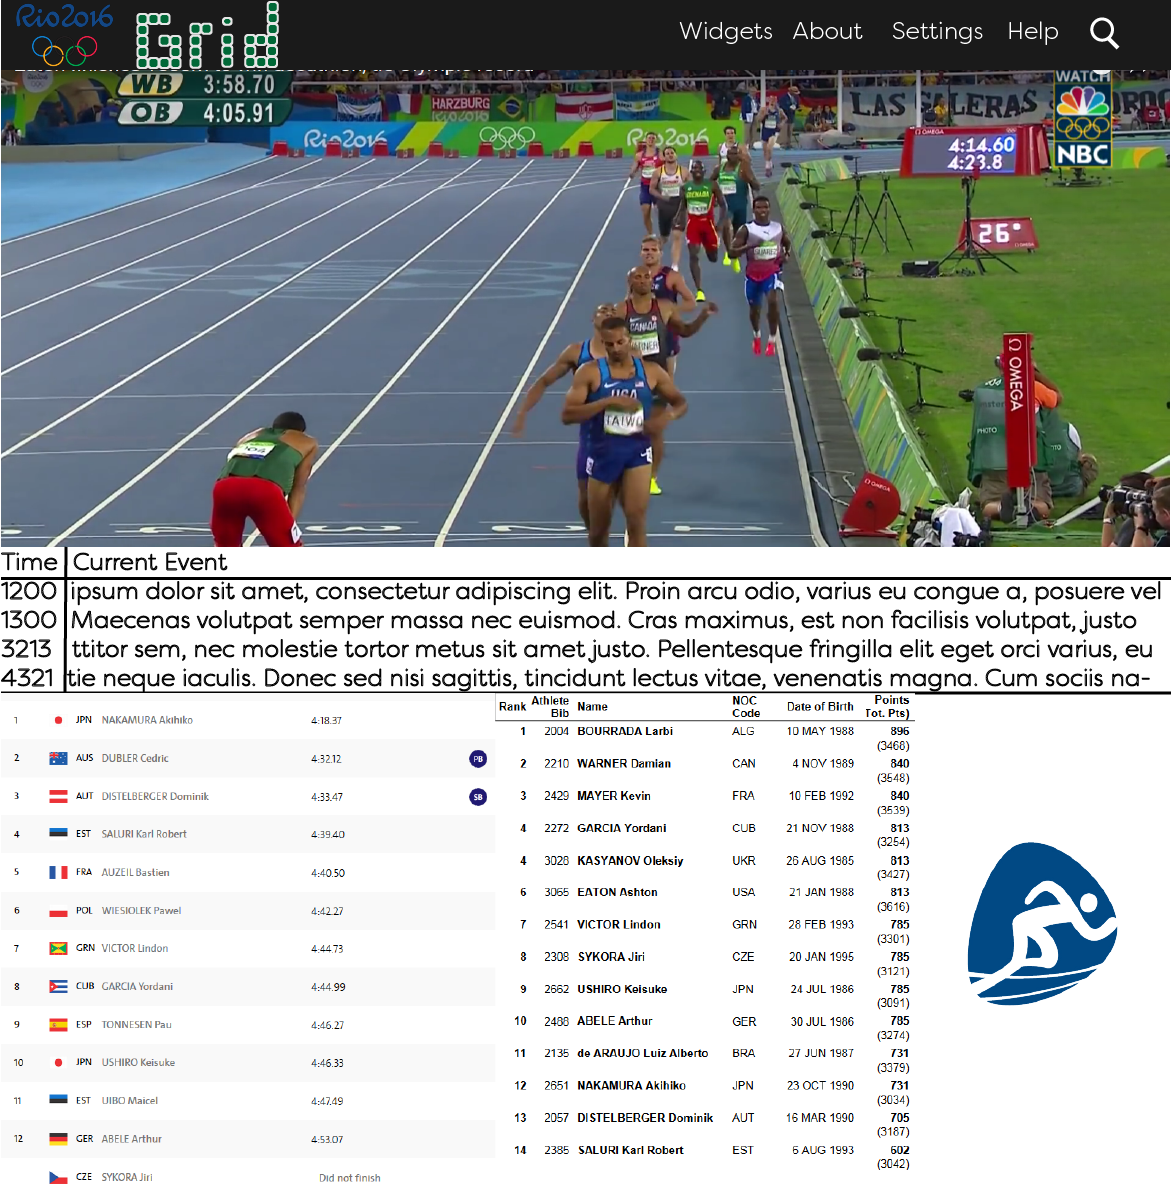 Rio2016
Grid
Widgets About Settings Help
WB 3:58.70
OB 4:05.91
HARZBURG
LAS
WATCH
NBC
Rio2016
Rio2016
OMEGA
4:14.60
4:23.8
26°
GRENADA
SUAREZ
CANADA
USA
TAIWO
OMEGA
PHOTO
OMEGA
Time Current Event
1200 ipsum dolor sit amet, consectetur adipiscing elit. Proin arcu odio, varius eu congue a, posuere vel
1300 Maecenas volutpat semper massa nec euismod. Cras maximus, est non facilisis volutpat, justo
3213 ttitor sem, nec molestie tortor metus sit amet justo. Pellentesque fringilla elit eget orci varius, eu
4321 tie neque iaculis. Donec sed nisi sagittis, tincidunt lectus vitae, venenatis magna. Cum sociis na-
1 JPN NAKAMURA Akihiko 4:18.37
2 AUS DUBLER Cedric 4:32.12 PB
3 AUT DISTELBERGER Dominik 4:33.47 SB
4 EST SALURI Karl Robert 4:39.40
5 FRA AUZEIL Bastien 4:40.50
6 POL WIESIOLEK Pawel 4:42.27
7 GRN VICTOR Lindon 4:44.73
8 CUB GARCIA Yordani 4:44.99
9 ESP TONNESEN Pau 4:46.27
10 JPN USHIRO Keisuke 4:46.33
11 EST UIBO Maicel 4:47.49
12 GER ABELE Arthur 4:53.07
CZE SYKORA Jiri Did not finish
Rank Athlete Bib Name NOC Code Date of Birth Points Tot. Pts)
1 2004 BOURRADA Larbi ALG 10 MAY 1988 896
(3468)
2 2210 WARNER Damian CAN 4 NOV 1989 840
(3548)
3 2429 MAYER Kevin FRA 10 FEB 1992 840
(3539)
4 2272 GARCIA Yordani CUB 21 NOV 1988 813
(3254)
4 3028 KASYANOV Oleksiy UKR 26 AUG 1985 813
(3427)
6 3065 EATON Ashton USA 21 JAN 1988 813
(3616)
7 2541 VICTOR Lindon GRN 28 FEB 1993 785
(3301)
8 2308 SYKORA Jiri CZE 20 JAN 1995 785
(3121)
9 2662 USHIRO Keisuke JPN 24 JUL 1986 785
(3091)
10 2488 ABELE Arthur GER 30 JUL 1986 785
(3274)
11 2135 de ARAUJO Luiz Alberto BRA 27 JUN 1987 731
(3379)
12 2651 NAKAMURA Akihiko JPN 23 OCT 1990 731
(3034)
13 2057 DISTELBERGER Dominik AUT 16 MAR 1990 705
(3187)
14 2385 SALURI Karl Robert EST 6 AUG 1993 602
(3042)